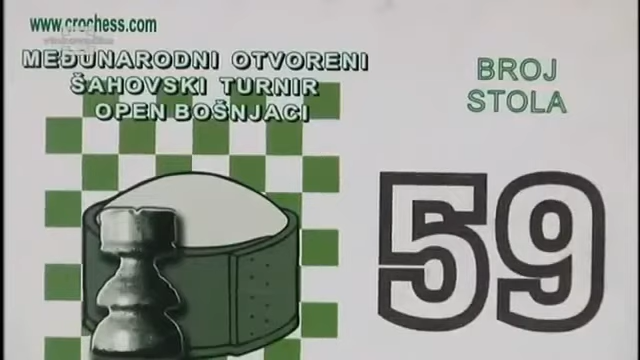 www.crochess.com
MEĐUNARODNI OTVORENI
ŠAHOVSKI TURNIR
OPEN BOŠNJACI
BROJ
STOLA
59